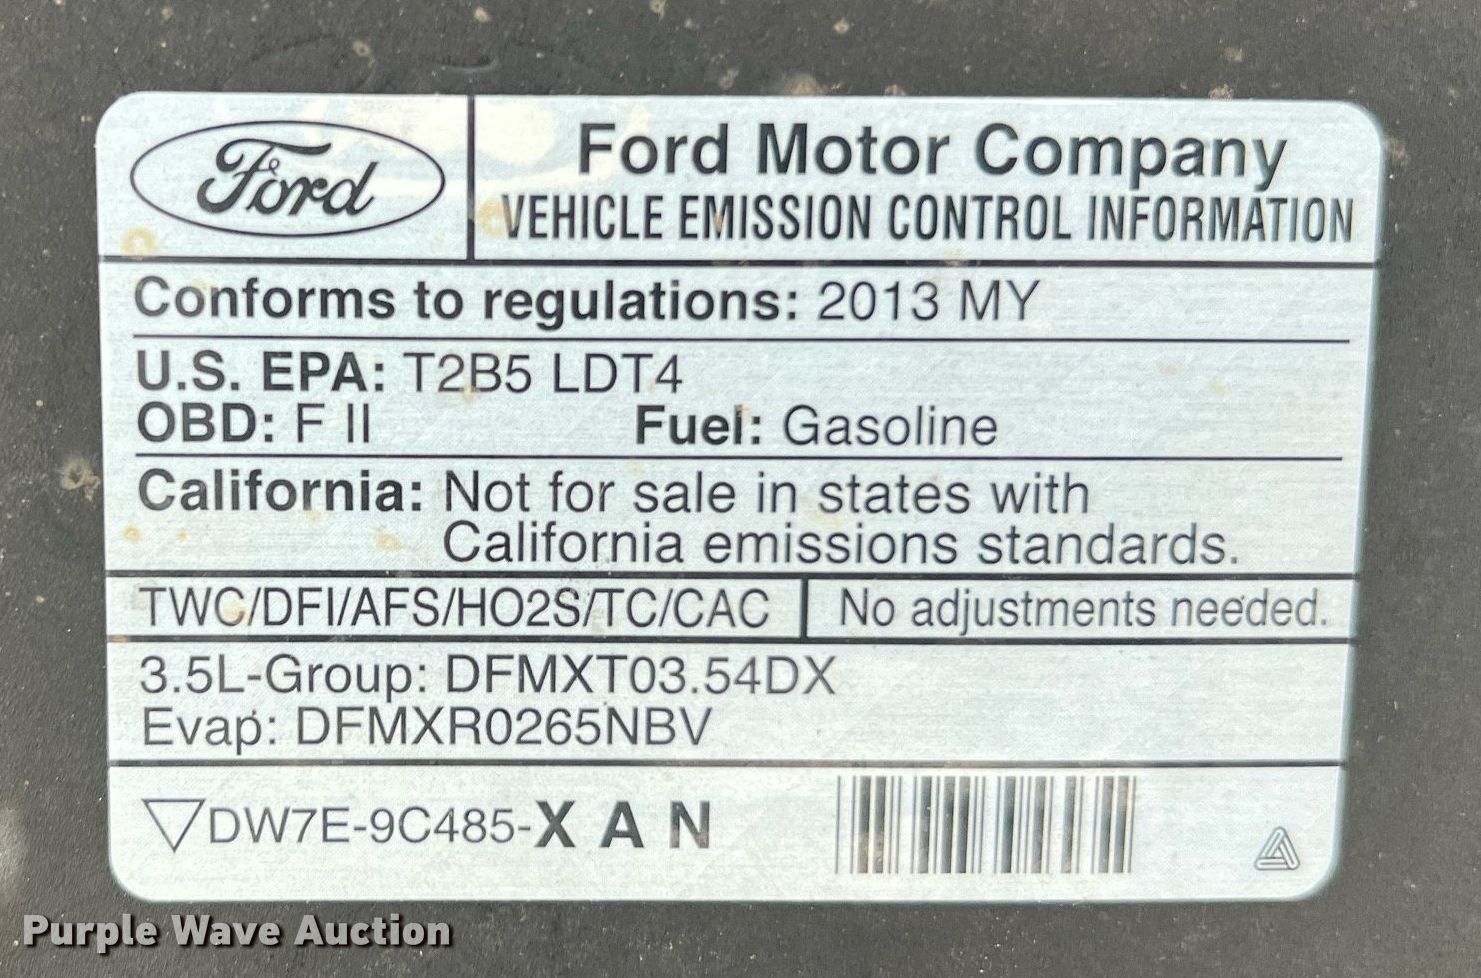 Ford
Ford Motor Company
VEHICLE EMISSION CONTROL INFORMATION
Conforms to regulations: 2013 MY
U.S. EPA: T2B5 LDT4
OBD: F II Fuel: Gasoline
California: Not for sale in states with
California emissions standards.
TWC/DFI/AFS/HO2S/TC/CAC No adjustments needed.
3.5L-Group: DFMXT03.54DX
Evap: DFMXR0265NBV
DW7E-9C485-X A N
Purple Wave Auction